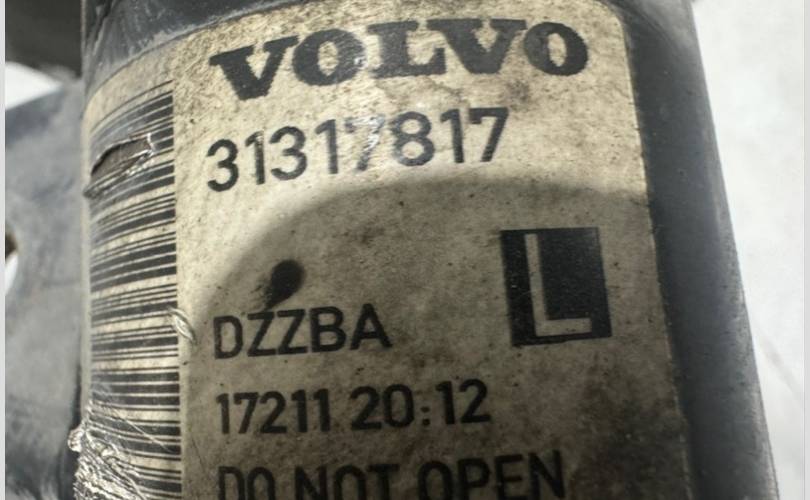 VOLVO
31317817
L
DZZBA
17211 20:12
DO NOT OPEN